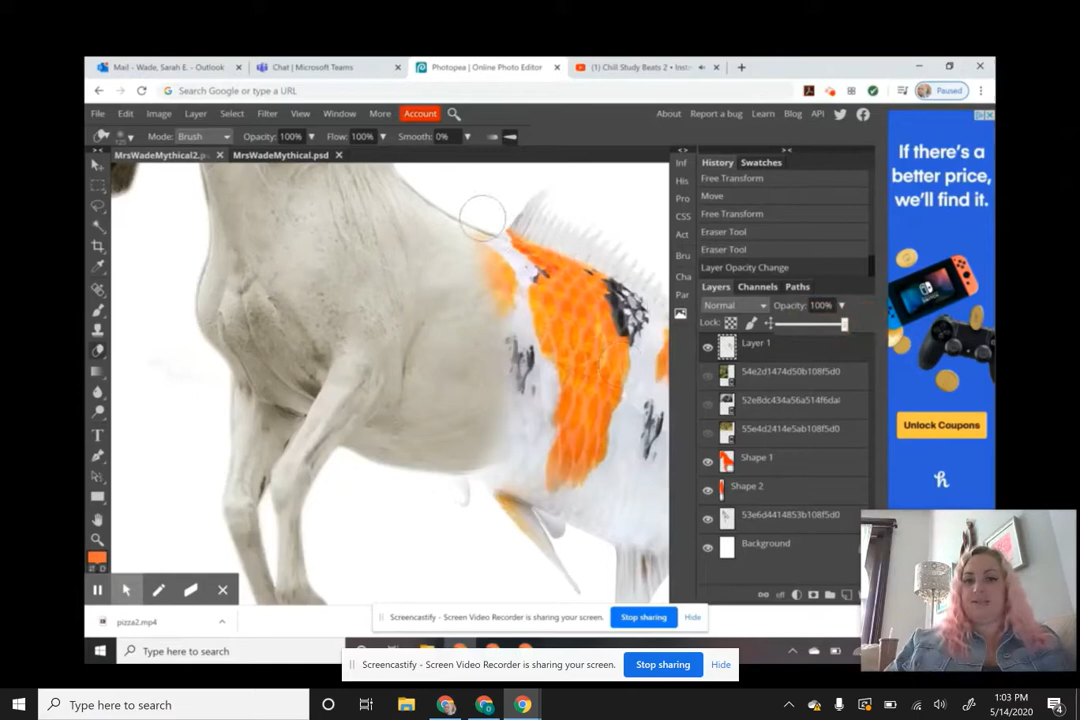 Mail - Wade, Sarah E. - Outlook
Chat | Microsoft Teams
Photopea | Online Photo Editor
(1) Chill Study Beats 2 • Inst
Search Google or type a URL
Paused
File Edit Image Layer Select Filter View Window More Account
About Report a bug Learn Blog API
Mode: Brush Opacity: 100% Flow: 100% Smooth: 0%
MrsWadeMythical2.p
MrsWadeMythical.psd
Inf
His
Pro
CSS
Act
Bru
Cha
Par
History Swatches
Free Transform
Move
Free Transform
Eraser Tool
Eraser Tool
Layer Opacity Change
Layers Channels Paths
Normal Opacity: 100%
Lock:
Layer 1
54e2d1474d50b108f5d0
52e8dc434a56a514f6dal
55e4d2414e5ab108f5d0
Shape 1
Shape 2
53e6d4414853b108f5d0
Background
eff
If there's a
better price,
we'll find it.
Unlock Coupons
h
pizza2.mp4
Screencastify - Screen Video Recorder is sharing your screen.
Stop sharing
Hide
Type here to search
Screencastify - Screen Video Recorder is sharing your screen.
Stop sharing
Hide
Type here to search
1:03 PM
5/14/2020
4